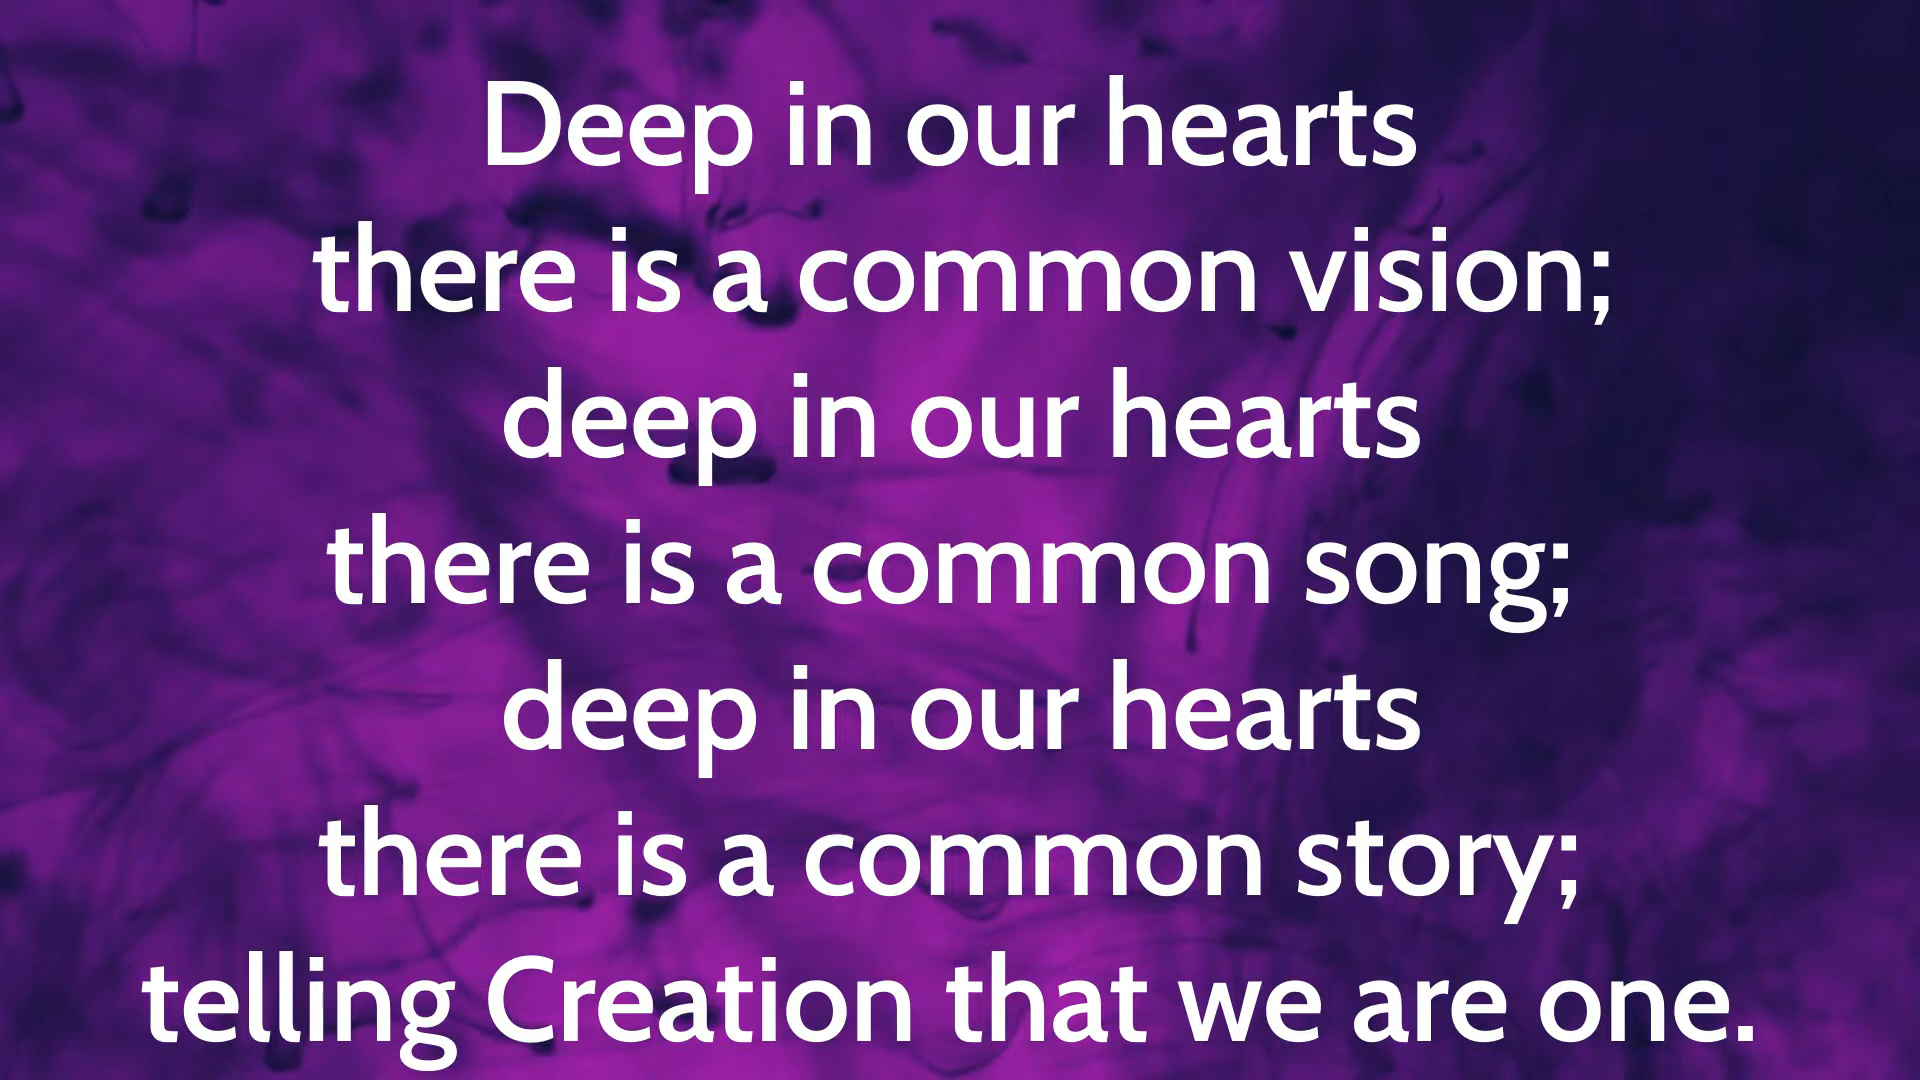 Deep in our hearts
there is a common vision;
deep in our hearts
there is a common song;
deep in our hearts
there is a common story;
telling Creation that we are one.